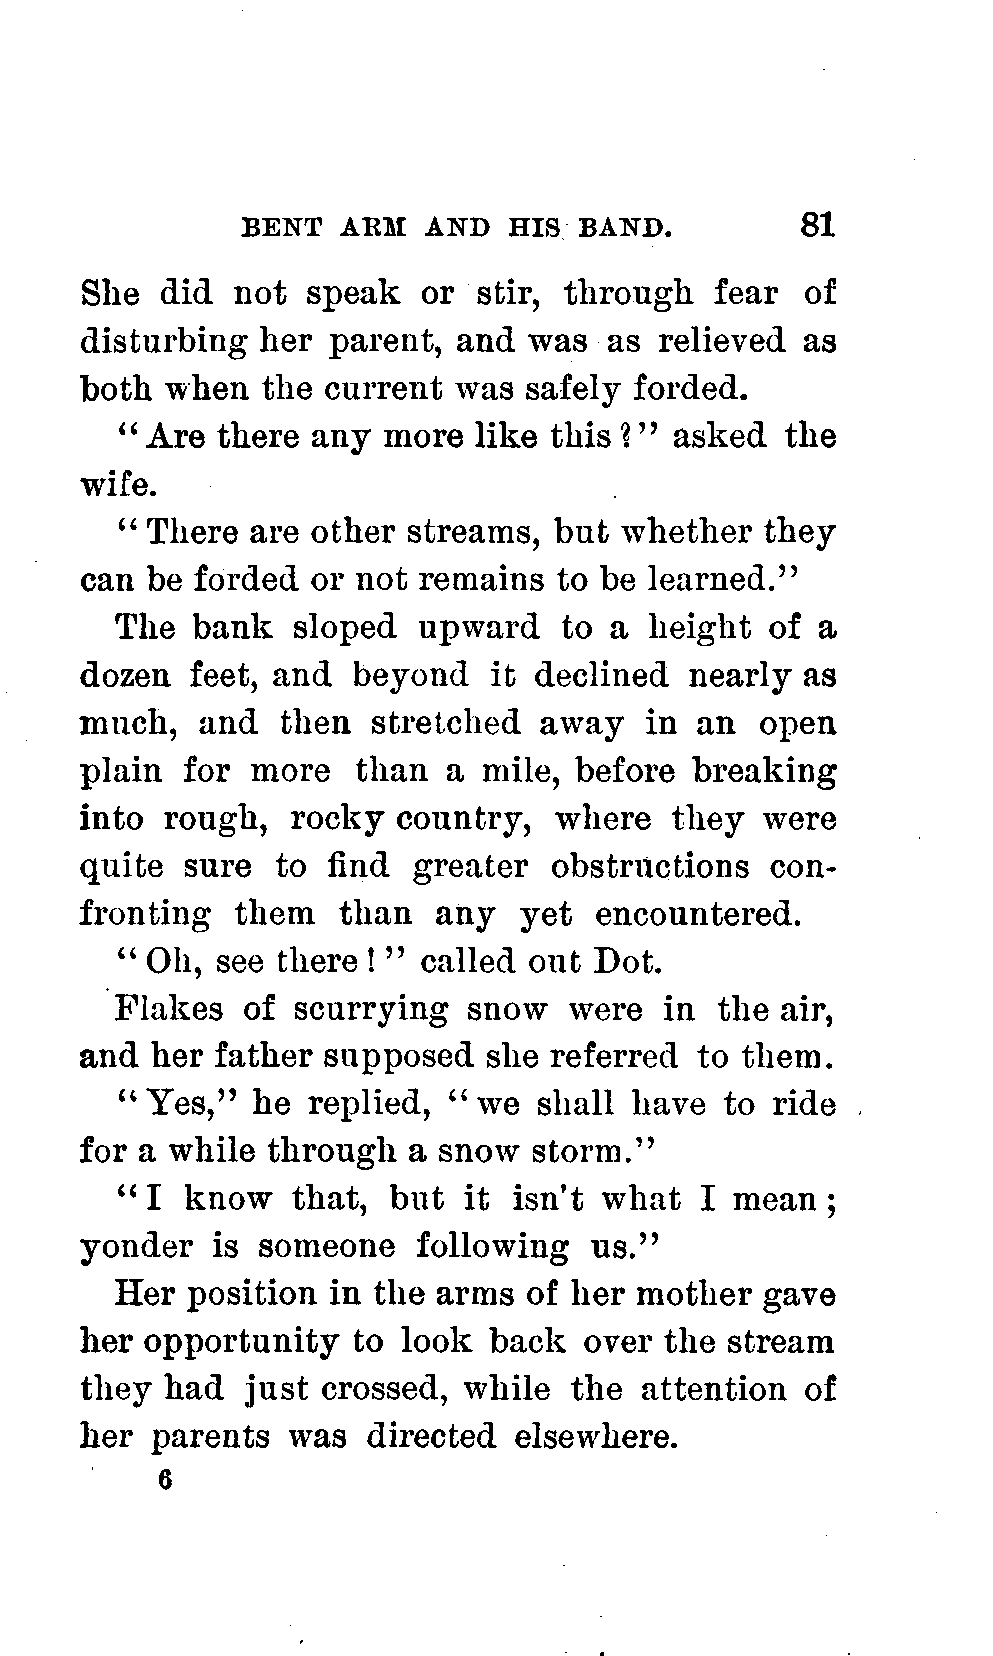 BENT ARM AND HIS BAND. 81
She did not speak or stir, through fear of
disturbing her parent, and was as relieved as
both when the current was safely forded.
“Are there any more like this?” asked the
wife.
“There are other streams, but whether they
can be forded or not remains to be learned.”
The bank sloped upward to a height of a
dozen feet, and beyond it declined nearly as
much, and then stretched away in an open
plain for more than a mile, before breaking
into rough, rocky country, where they were
quite sure to find greater obstructions con-
fronting them than any yet encountered.
“Oh, see there!” called out Dot.
Flakes of scurrying snow were in the air,
and her father supposed she referred to them.
“Yes,” he replied, “we shall have to ride
for a while through a snow storm.”
“I know that, but it isn't what I mean;
yonder is someone following us.”
Her position in the arms of her mother gave
her opportunity to look back over the stream
they had just crossed, while the attention of
her parents was directed elsewhere.
6